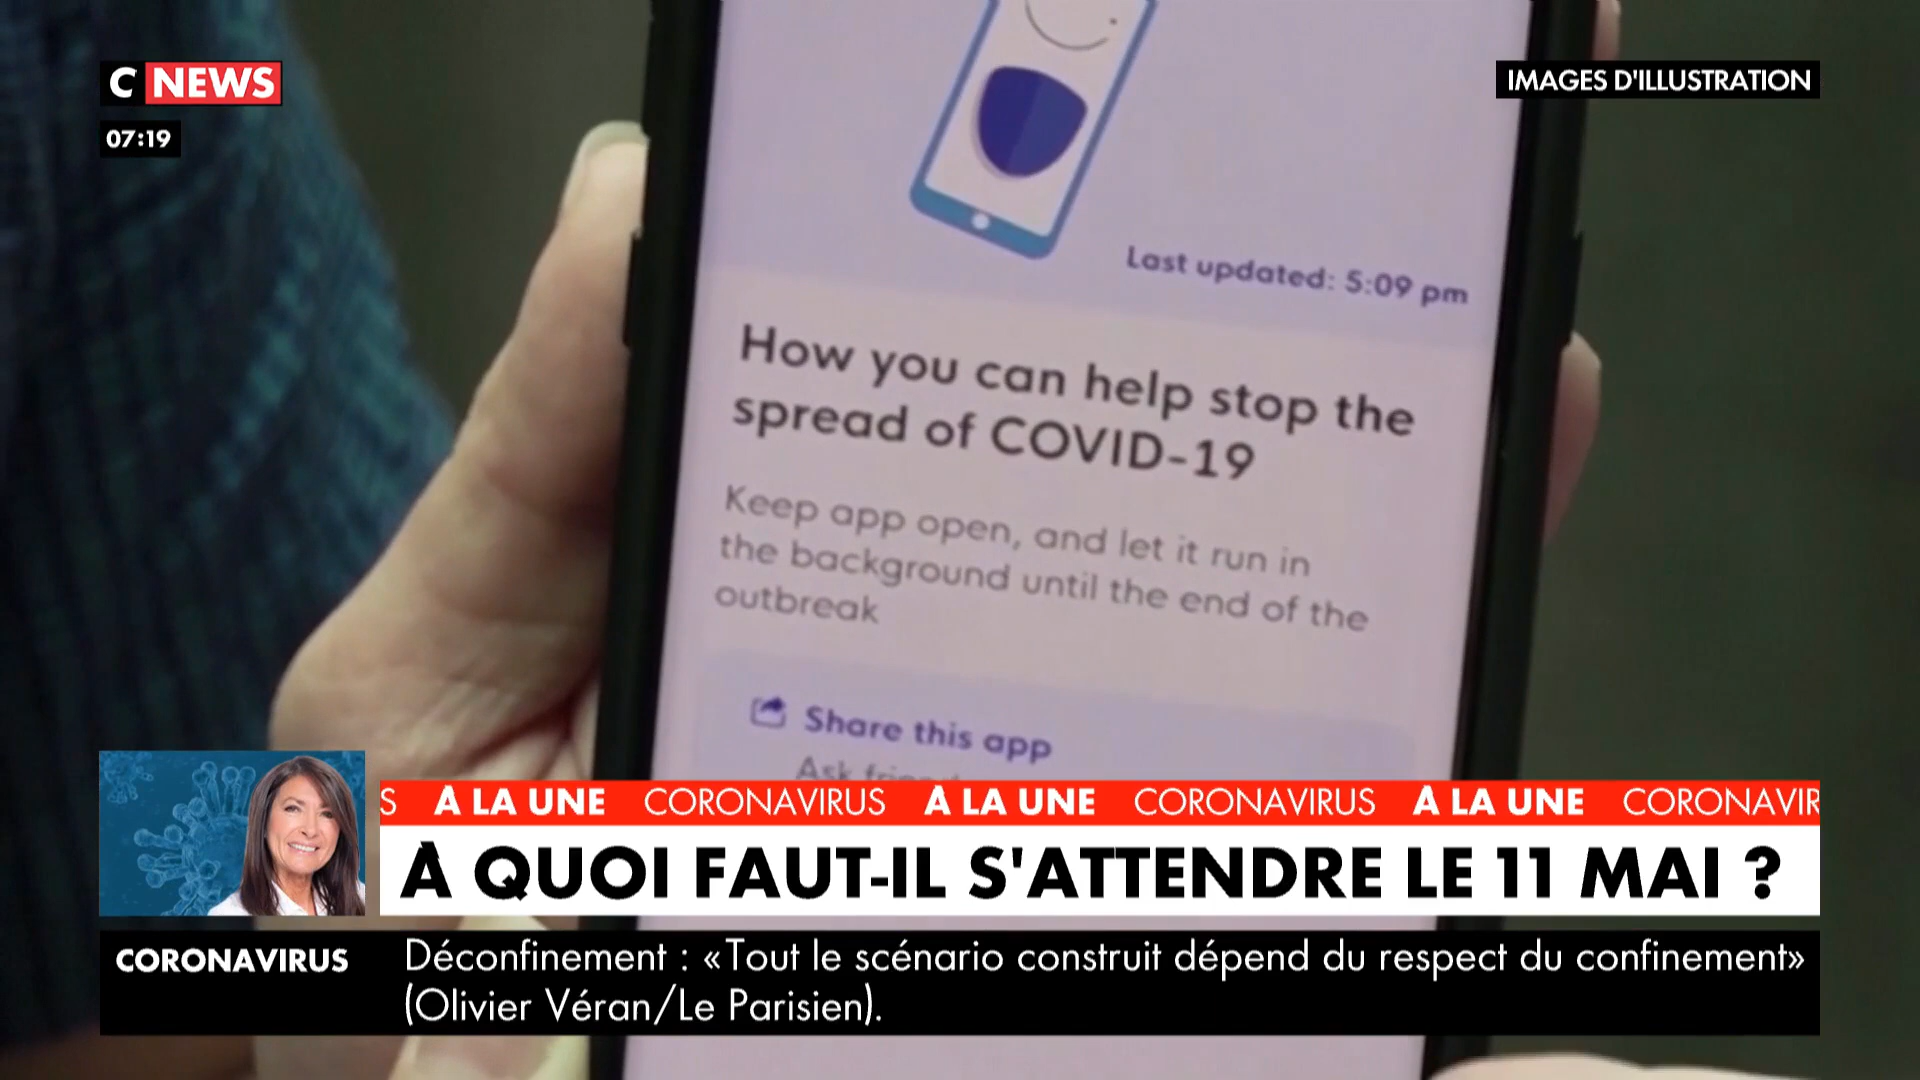 C NEWS
IMAGES D'ILLUSTRATION
07:19
Last updated: 5:09 pm
How you can help stop the
spread of COVID-19
Keep app open, and let it run in
the background until the end of the
outbreak
Share this app
Ask
S À LA UNE CORONAVIRUS À LA UNE CORONAVIRUS À LA UNE CORONAVIR
À QUOI FAUT-IL S'ATTENDRE LE 11 MAI ?
CORONAVIRUS
Déconfinement : «Tout le scénario construit dépend du respect du confinement»
(Olivier Véran/Le Parisien).